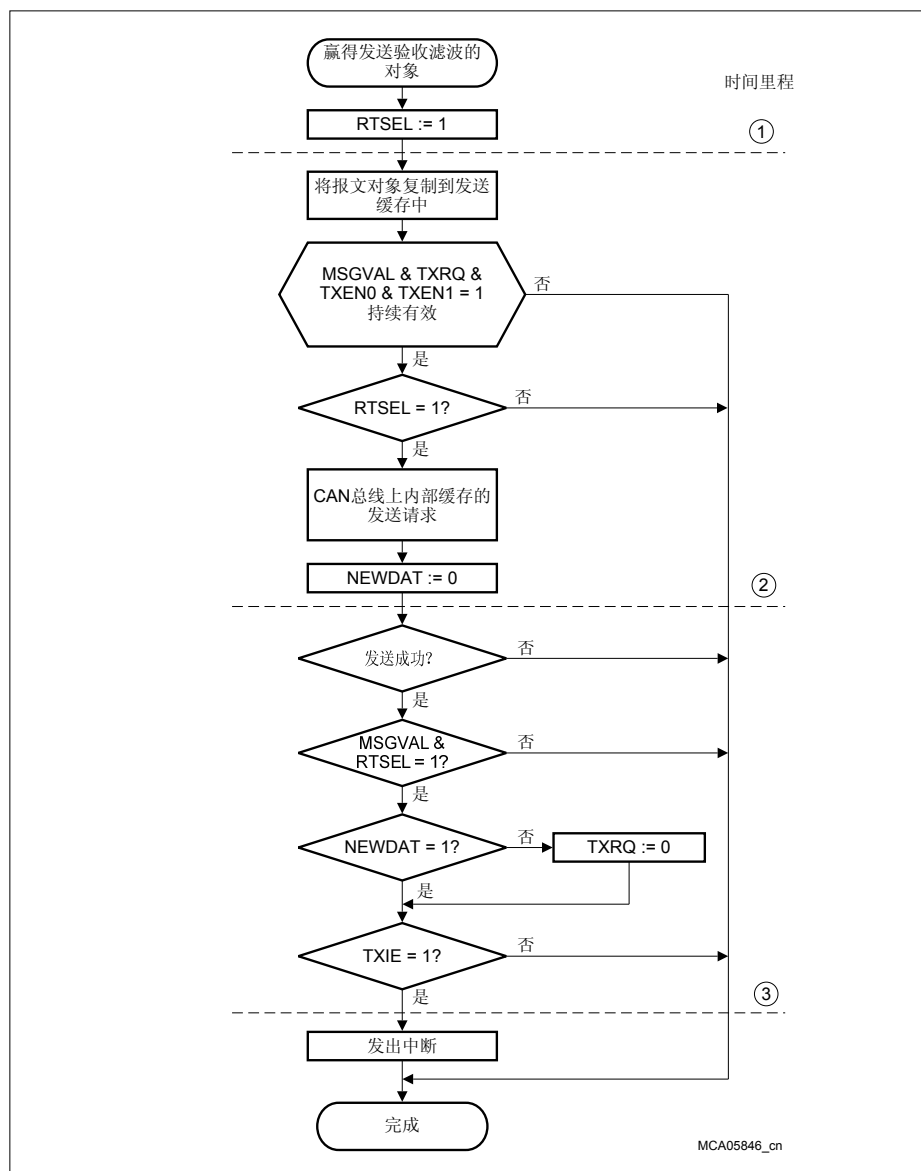 赢得发送验收滤波的
对象
时间里程
RTSEL := 1
①
将报文对象复制到发送
缓存中
MSGVAL & TXRQ &
TXEN0 & TXEN1 = 1
持续有效
否
是
RTSEL = 1?
否
是
CAN总线上内部缓存的
发送请求
NEWDAT := 0
②
发送成功?
否
是
MSGVAL &
RTSEL = 1?
否
是
NEWDAT = 1?
否
TXRQ := 0
是
TXIE = 1?
否
是
③
发出中断
完成
MCA05846_cn